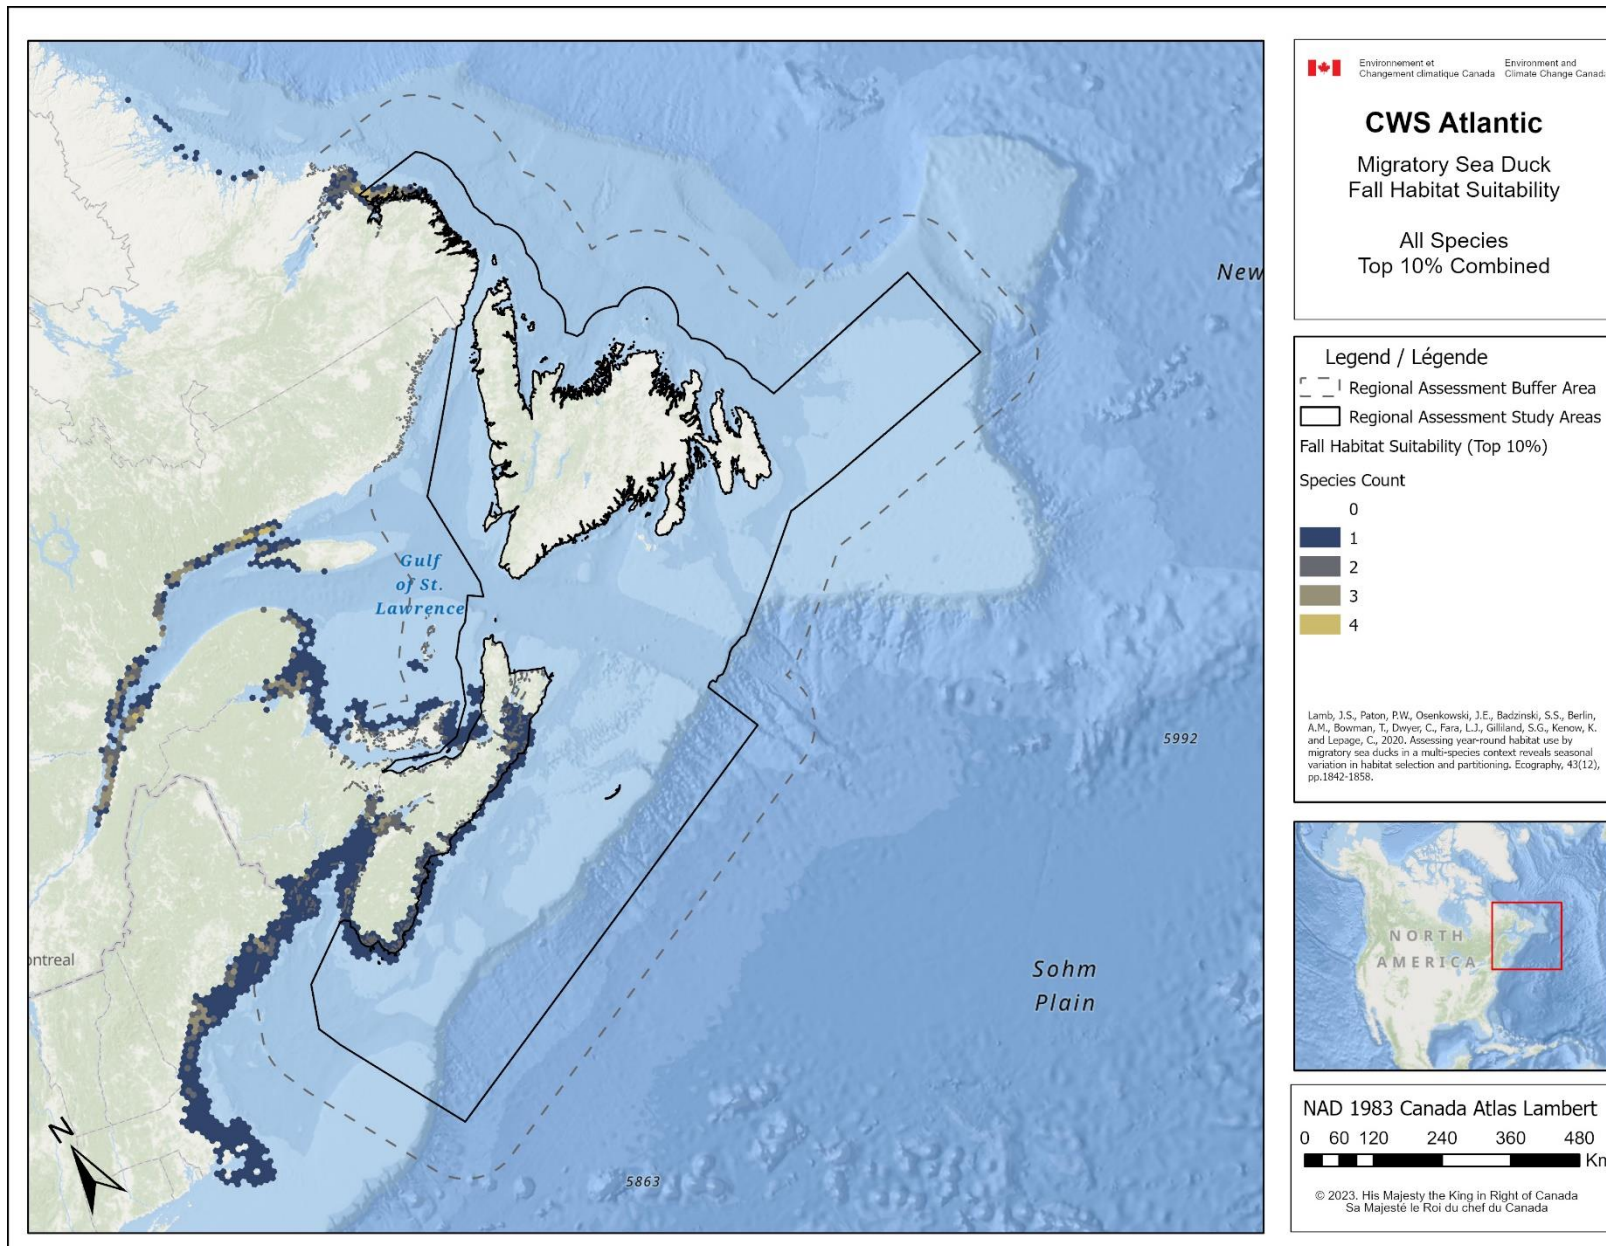 New
Gulf
of St.
Lawrence
5992
ontreal
Sohm
Plain
5863
N
Environnement et
Changement climatique Canada
Environment and
Climate Change Canada
CWS Atlantic
Migratory Sea Duck
Fall Habitat Suitability
All Species
Top 10% Combined
Legend / Légende
Regional Assessment Buffer Area
Regional Assessment Study Areas
Fall Habitat Suitability (Top 10%)
Species Count
0
1
2
3
4
Lamb, J.S., Paton, P.W., Osenkowski, J.E., Badzinski, S.S., Berlin,
A.M., Bowman, T., Dwyer, C., Fara, L.J., Gilliland, S.G., Kenow, K.
and Lepage, C., 2020. Assessing year-round habitat use by
migratory sea ducks in a multi-species context reveals seasonal
variation in habitat selection and partitioning. Ecography, 43(12),
pp.1842-1858.
NORTH
AMERICA
NAD 1983 Canada Atlas Lambert
0 60 120 240 360 480
Km
© 2023. His Majesty the King in Right of Canada
Sa Majesté le Roi du chef du Canada